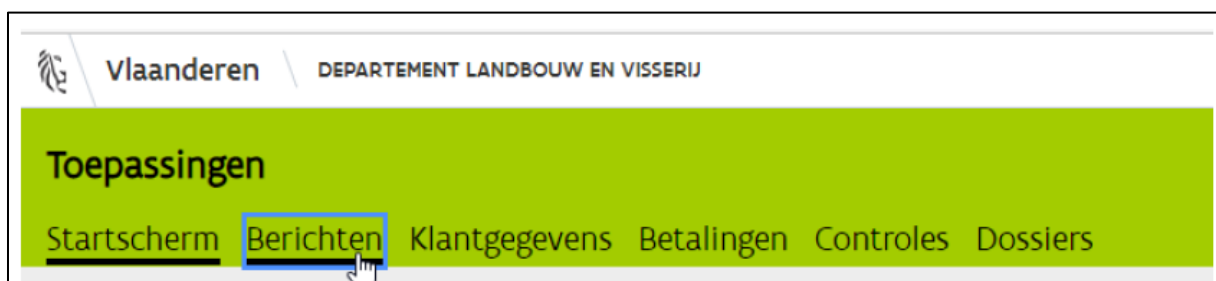 Vlaanderen DEPARTEMENT LANDBOUW EN VISSERIJ
Toepassingen
Startscherm Berichten Klantgegevens Betalingen Controles Dossiers